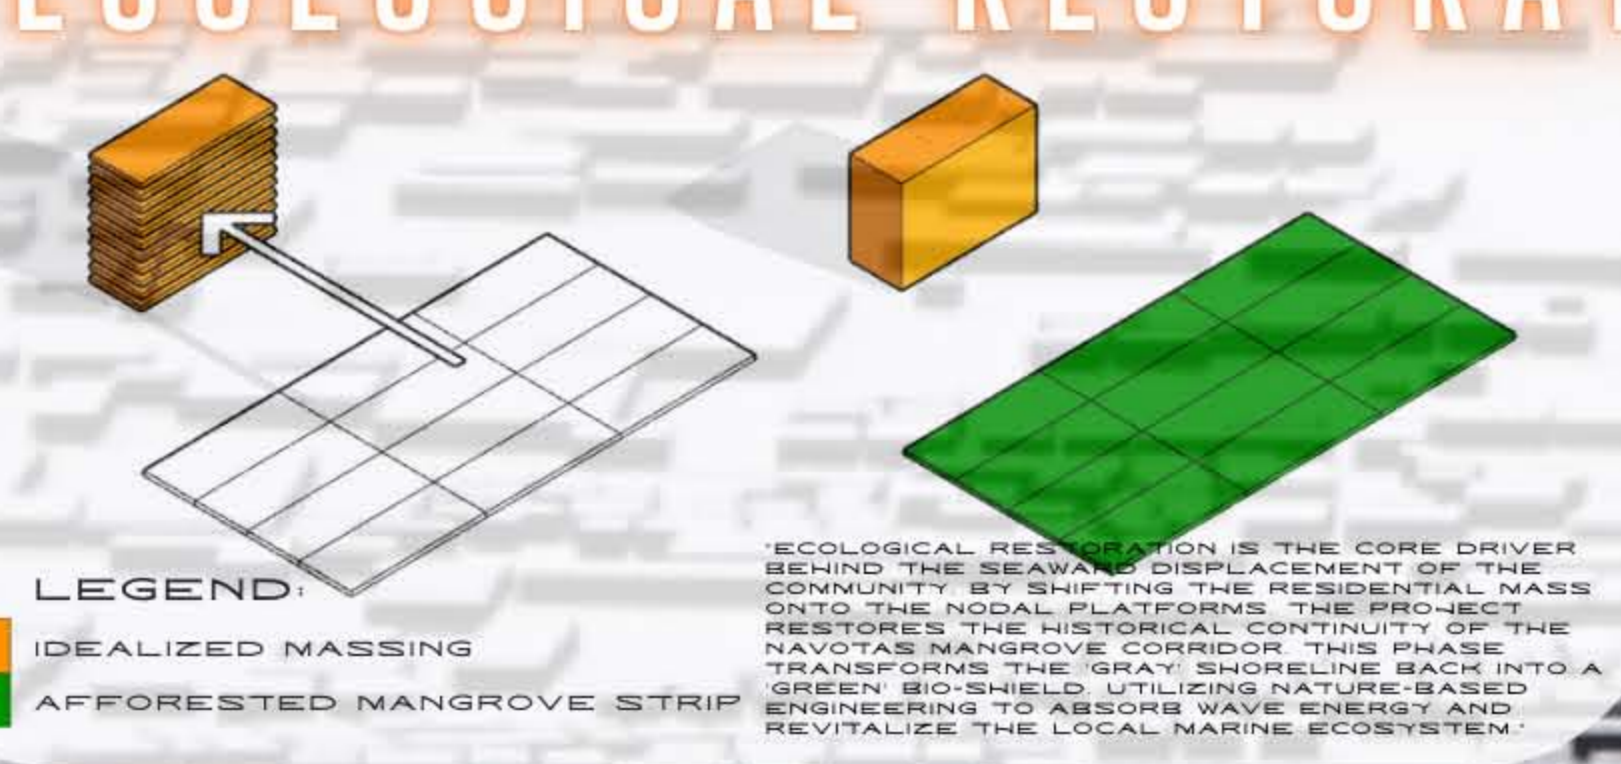 ECOLOGICAL RESTORA
LEGEND:
IDEALIZED MASSING
AFFORESTED MANGROVE STRIP
"ECOLOGICAL RESTORATION IS THE CORE DRIVER
BEHIND THE SEAWARD DISPLACEMENT OF THE
COMMUNITY. BY SHIFTING THE RESIDENTIAL MASS
ONTO THE NODAL PLATFORMS, THE PROJECT
RESTORES THE HISTORICAL CONTINUITY OF THE
NAVOTAS MANGROVE CORRIDOR. THIS PHASE
TRANSFORMS THE 'GRAY' SHORELINE BACK INTO A
'GREEN' BIO-SHIELD, UTILIZING NATURE-BASED
ENGINEERING TO ABSORB WAVE ENERGY AND
REVITALIZE THE LOCAL MARINE ECOSYSTEM."